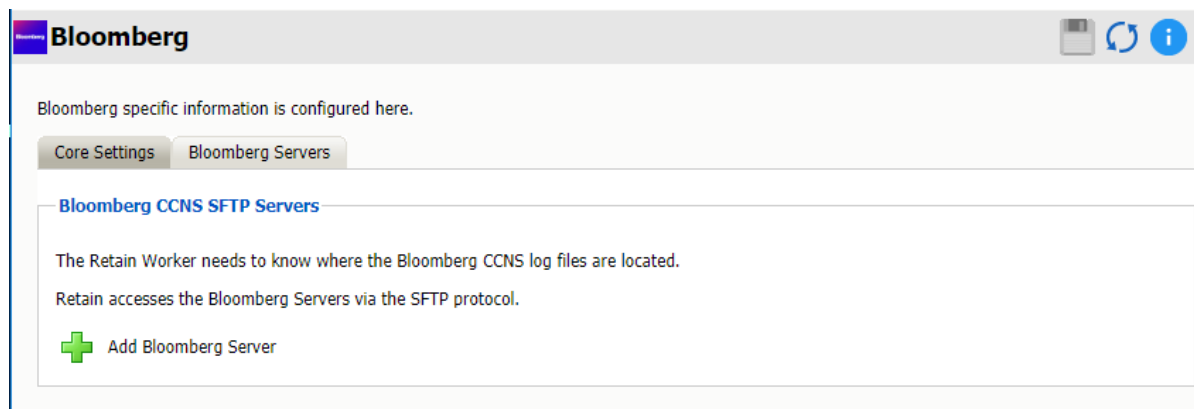 Bloomberg
Bloomberg
Bloomberg specific information is configured here.
Core Settings
Bloomberg Servers
Bloomberg CCNS SFTP Servers
The Retain Worker needs to know where the Bloomberg CCNS log files are located.
Retain accesses the Bloomberg Servers via the SFTP protocol.
Add Bloomberg Server